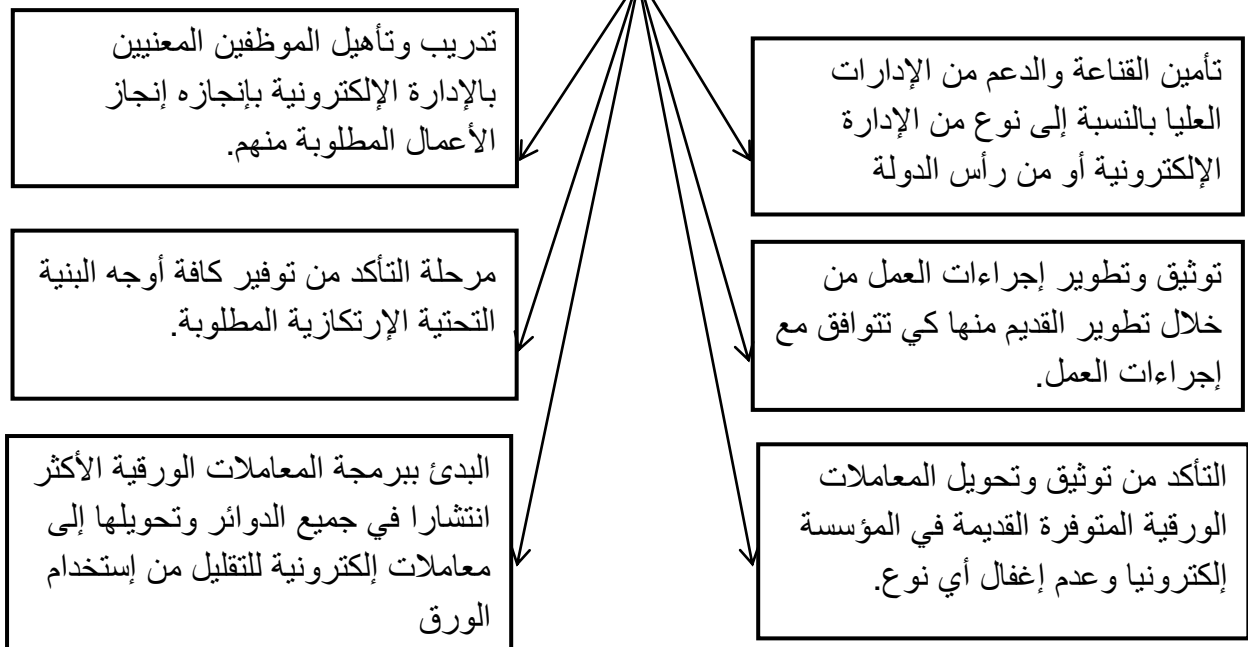 تأمين القناعة والدعم من الإدارات
العليا بالنسبة إلى نوع من الإدارة
الإلكترونية أو من رأس الدولة
تدريب وتأهيل الموظفين المعنيين
بالإدارة الإلكترونية بإنجازه إنجاز
الأعمال المطلوبة منهم.
توثيق وتطوير إجراءات العمل من
خلال تطوير القديم منها كي تتوافق مع
إجراءات العمل.
مرحلة التأكد من توفير كافة أوجه البنية
التحتية الإرتكازية المطلوبة.
التأكد من توثيق وتحويل المعاملات
الورقية المتوفرة القديمة في المؤسسة
إلكترونيا وعدم إغفال أي نوع.
البدئ ببرمجة المعاملات الورقية الأكثر
انتشارا في جميع الدوائر وتحويلها إلى
معاملات إلكترونية للتقليل من إستخدام
الورق